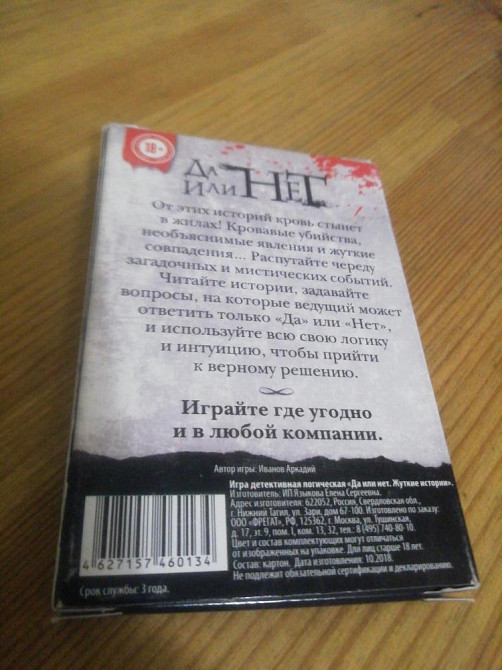 18+
Да
или Нет
От этих историй кровь стынет
в жилах! Кровавые убийства,
необъяснимые явления и жуткие
совпадения... Распутайте череду
загадочных и мистических событий.
Читайте истории, задавайте
вопросы, на которые ведущий может
ответить только «Да» или «Нет»,
и используйте всю свою логику
и интуицию, чтобы прийти
к верному решению.
Играйте где угодно
и в любой компании.
Автор игры: Иванов Аркадий
Игра детективная логическая «Да или нет. Жуткие истории».
Изготовитель: ИП Языкова Елена Сергеевна.
Адрес изготовителя: 622052, Россия, Свердловская обл.,
г. Нижний Тагил, ул. Зари, дом 67-100. Изготовлено по заказу:
ООО «ФРЕГАТ», РФ, 125362, г. Москва, ул. Тушинская,
д. 17, эт. 9, пом. I, ком. 13, 32, тел.: 8 (495) 740-80-10.
Цвет и состав комплектующих могут отличаться
от изображенных на упаковке. Для лиц старше 18 лет.
Состав: картон. Дата изготовления: 10.2018.
Не подлежит обязательной сертификации и декларированию.
4 627157 460134
Срок службы: 3 года.